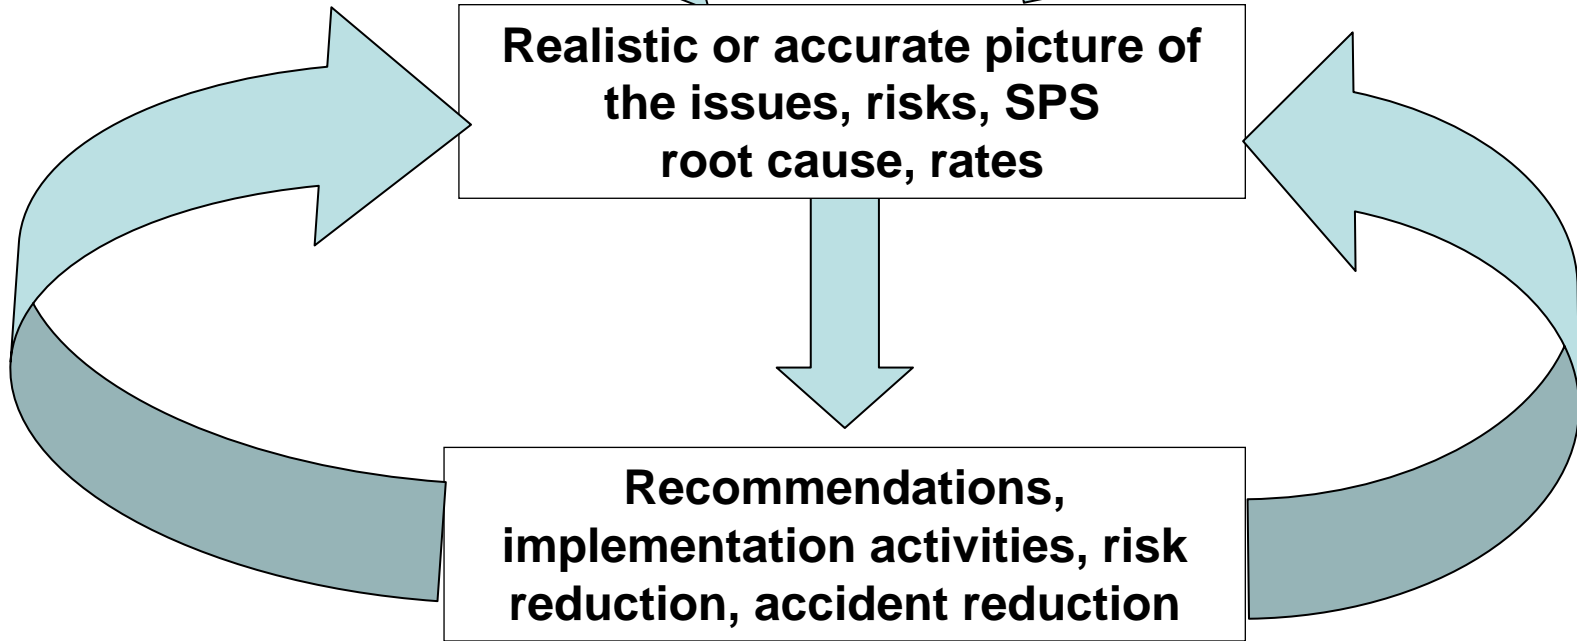 Realistic or accurate picture of
the issues, risks, SPS
root cause, rates
Recommendations,
implementation activities, risk
reduction, accident reduction